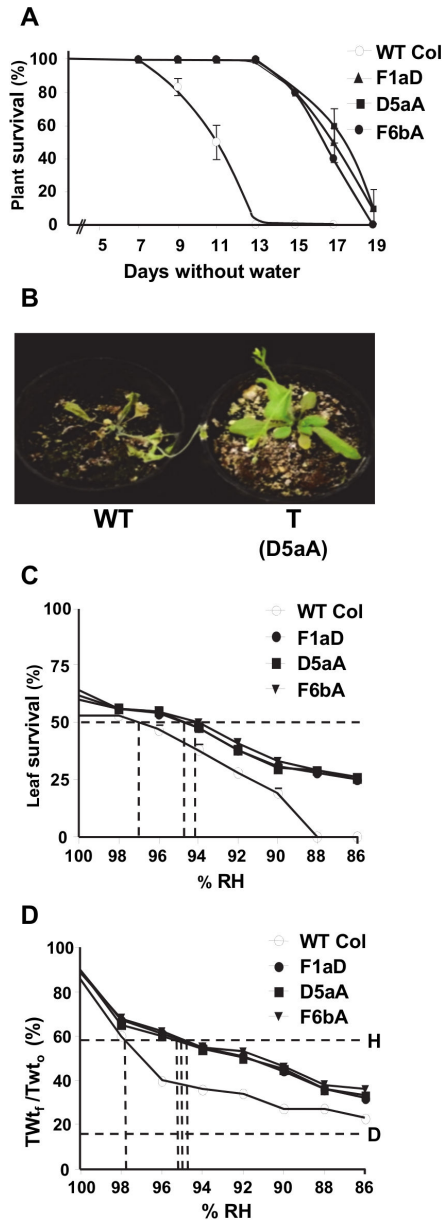 A
Plant survival (%)
100
80
60
40
20
0
5 7 9 11 13 15 17 19
Days without water
WT Col
F1aD
D5aA
F6bA
B
WT T
(D5aA)
C
Leaf survival (%)
100
75
50
25
0
100 98 96 94 92 90 88 86
% RH
WT Col
F1aD
D5aA
F6bA
D
TWt_f /Twt_o (%)
100
80
60
40
20
0
100 98 96 94 92 90 88 86
% RH
WT Col
F1aD
D5aA
F6bA
H
D